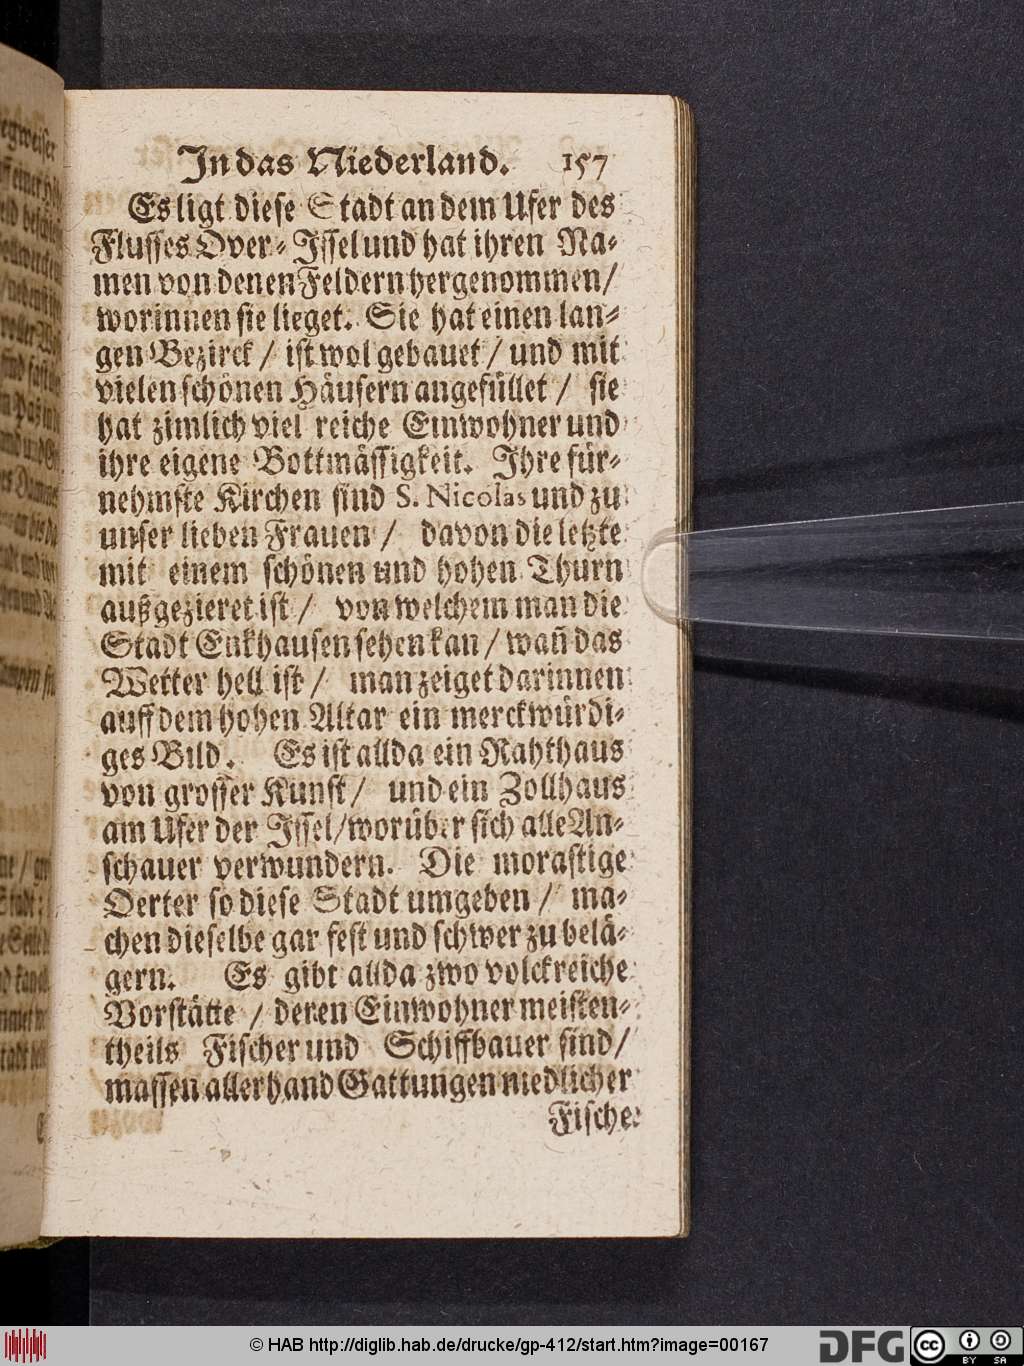 In das Niederland. 157
Es ligt diese Stadt an dem Ufer des
Flusses Over-Issel und hat ihren Na-
men von denen Feldern hergenommen/
worinnen sie lieget. Sie hat einen lan-
gen Bezirck / ist wol gebauet / und mit
vielen schönen Häusern angefüllet / sie
hat zimlich viel reiche Einwohner und
ihre eigene Bottmässigkeit. Ihre für-
nehmste Kirchen sind S. Nicolas und zu
unser lieben Frauen / davon die letzte
mit einem schönen und hohen Thurn
außgezieret ist / von welchem man die
Stadt Enkhausen sehen kan / wañ das
Wetter hell ist / man zeiget darinnen
auff dem hohen Altar ein merckwürdi-
ges Bild. Es ist allda ein Rahthaus
von grosser Kunst / und ein Zollhaus
am Ufer der Issel/worüber sich alle An-
schauer verwundern. Die morastige
Oerter so diese Stadt umgeben / ma-
chen dieselbe gar fest und schwer zu belä-
gern. Es gibt allda zwo volckreiche
Vorstätte / deren Einwohner meisten-
theils Fischer und Schiffbauer sind/
massen allerhand Gattungen niedlicher
Fische
© HAB http://diglib.hab.de/drucke/gp-412/start.htm?image=00167
DFG
cc BY SA